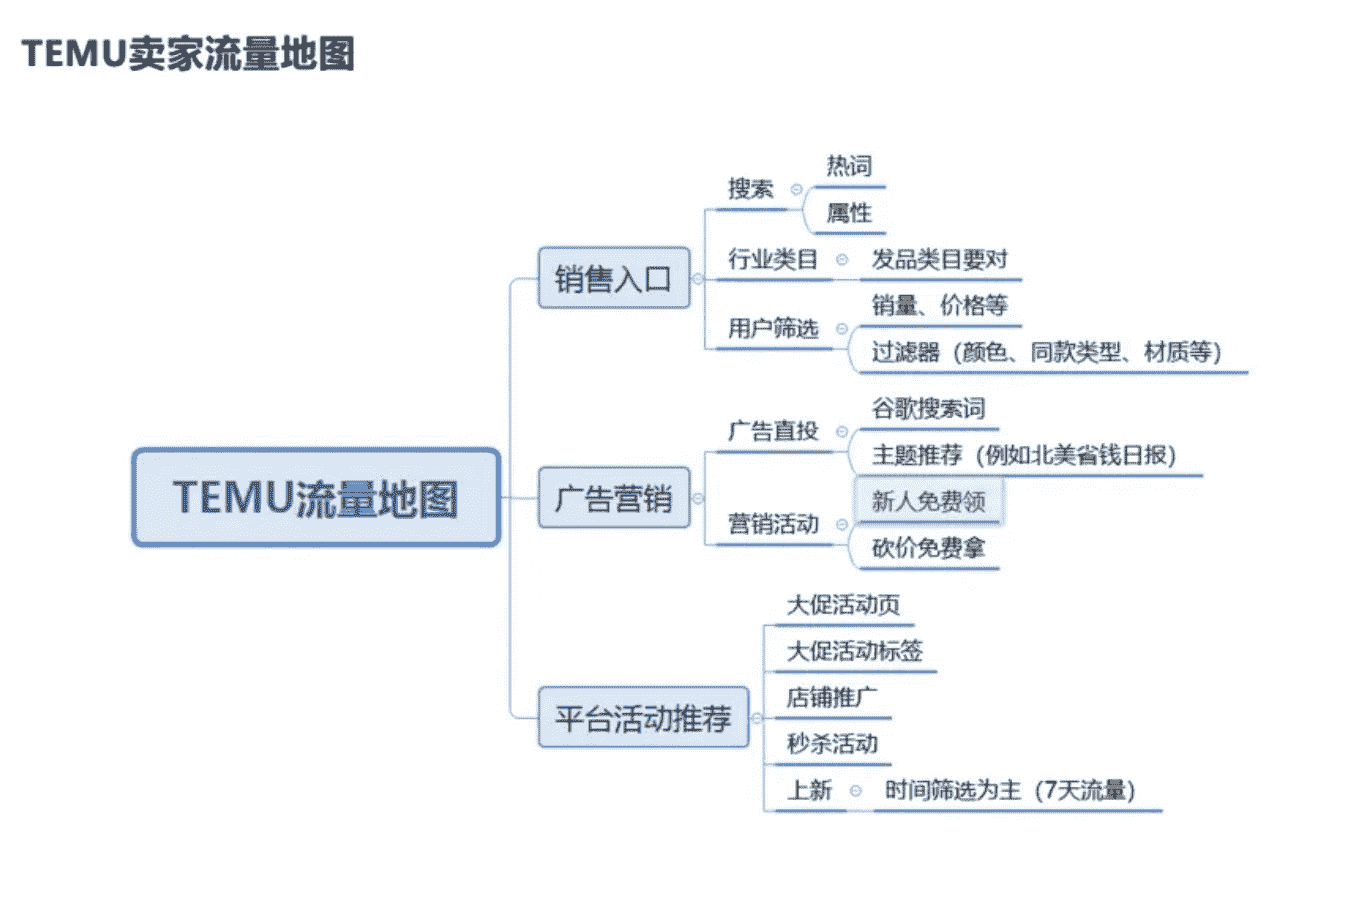 TEMU卖家流量地图
TEMU流量地图
销售入口
搜索
热词
属性
行业类目
发品类目要对
用户筛选
销量、价格等
过滤器（颜色、同款类型、材质等）
广告营销
广告直投
谷歌搜索词
主题推荐（例如北美省钱日报）
营销活动
新人免费领
砍价免费拿
平台活动推荐
大促活动页
大促活动标签
店铺推广
秒杀活动
上新
时间筛选为主（7天流量）